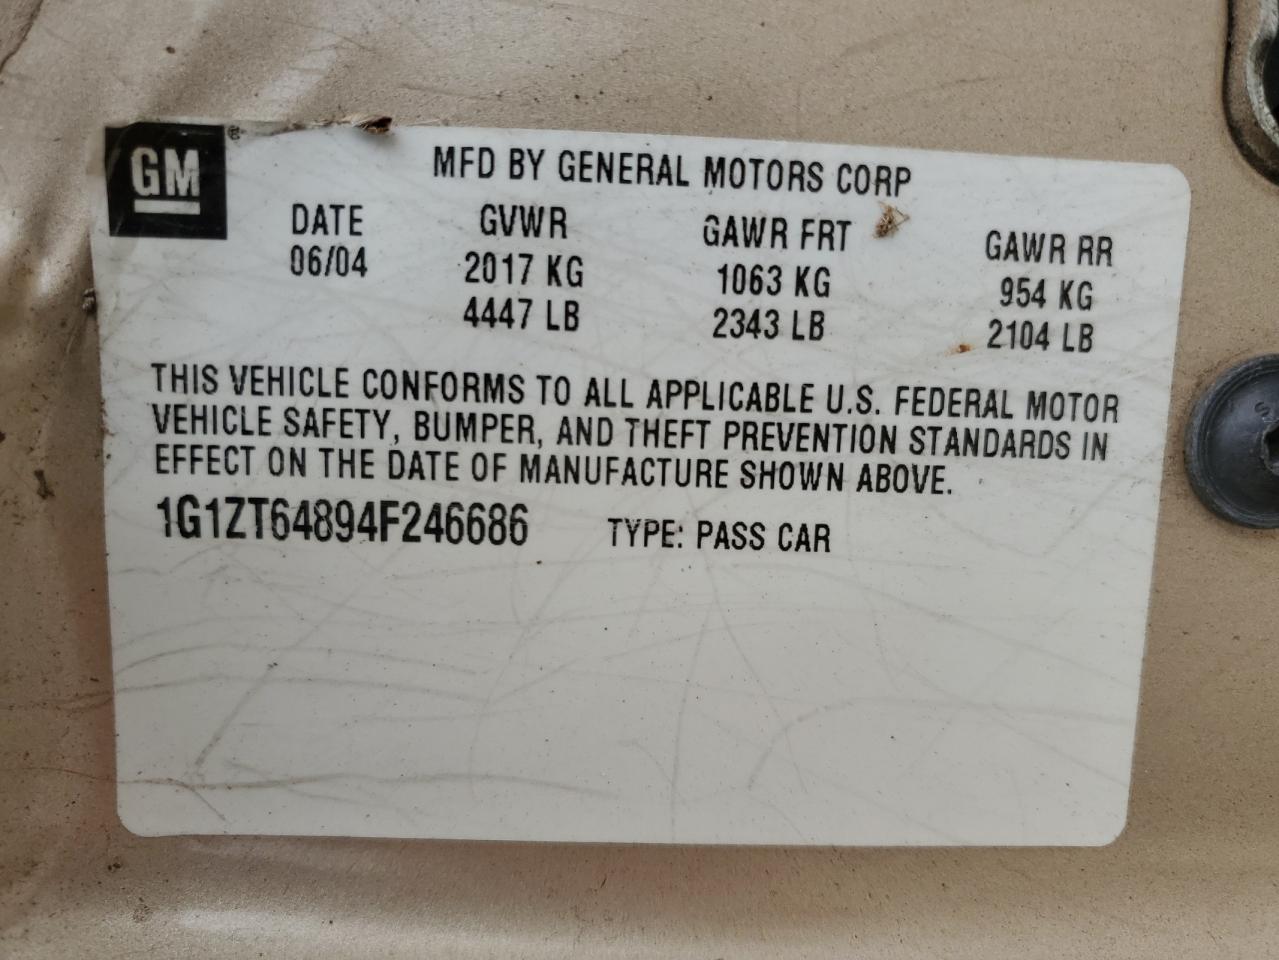 GM®
MFD BY GENERAL MOTORS CORP
DATE GVWR GAWR FRT GAWR RR
06/04 2017 KG 1063 KG 954 KG
4447 LB 2343 LB 2104 LB
THIS VEHICLE CONFORMS TO ALL APPLICABLE U.S. FEDERAL MOTOR
VEHICLE SAFETY, BUMPER, AND THEFT PREVENTION STANDARDS IN
EFFECT ON THE DATE OF MANUFACTURE SHOWN ABOVE.
1G1ZT64894F246686 TYPE: PASS CAR